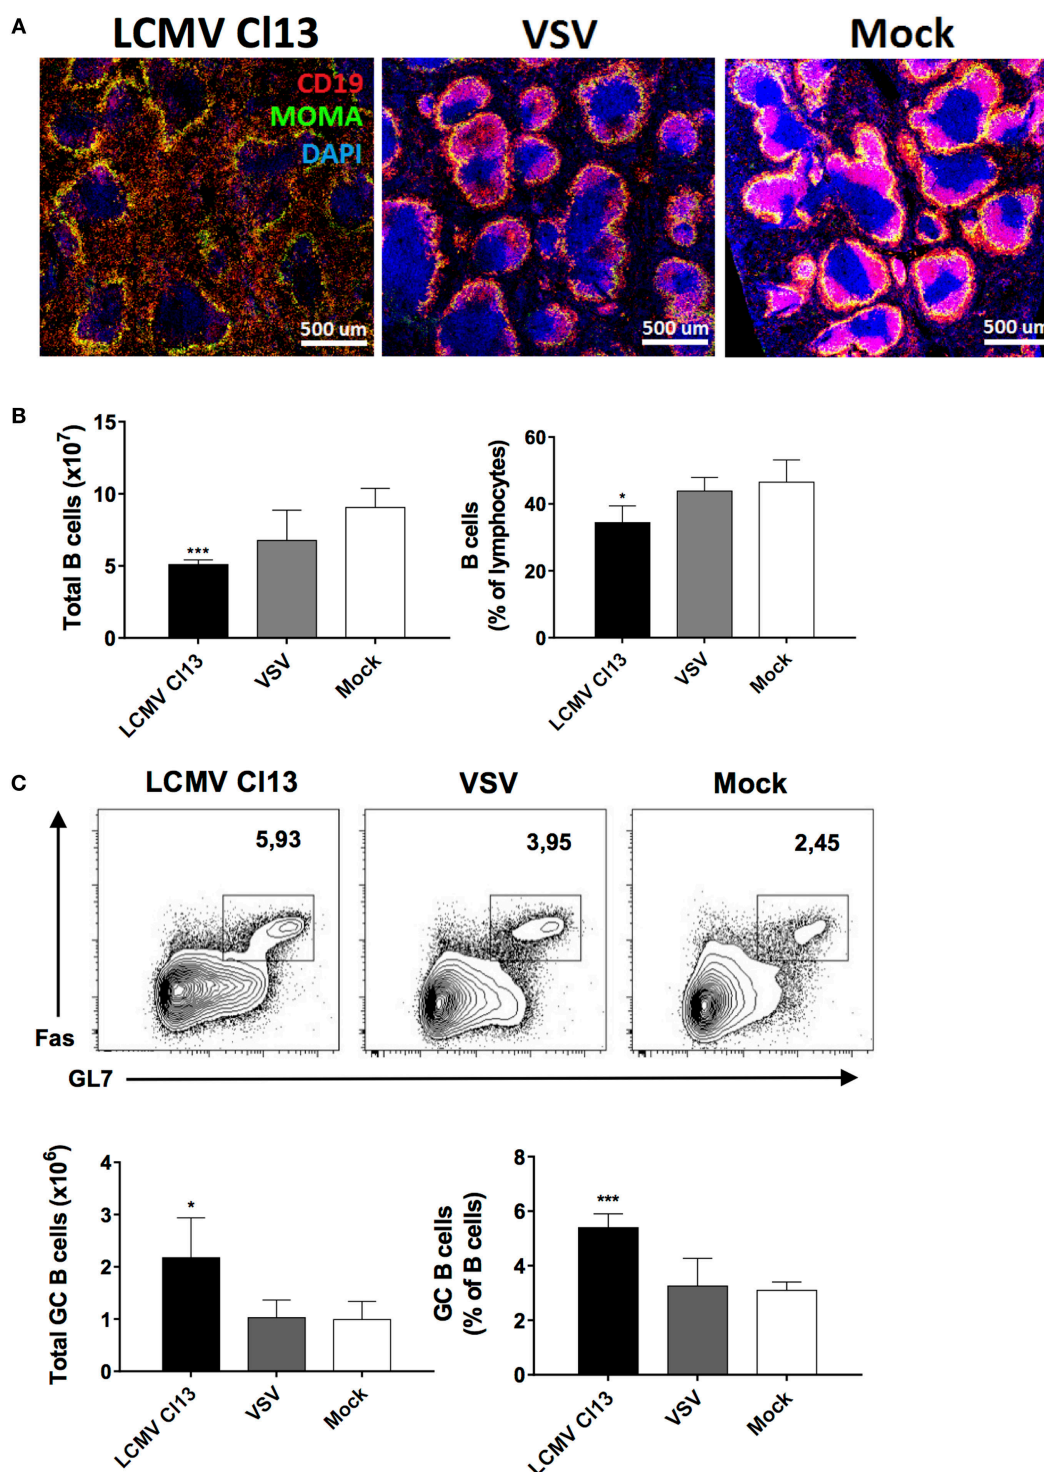 A
LCMV Cl13
VSV
Mock
CD19
MOMA
DAPI
500 um
500 um
500 um
B
Total B cells (x10⁷)
15
10
5
0
***
LCMV Cl13
VSV
Mock
B cells
(% of lymphocytes)
60
40
20
0
*
LCMV Cl13
VSV
Mock
C
LCMV Cl13
VSV
Mock
5,93
3,95
2,45
Fas
GL7
Total GC B cells (x10⁶)
4
3
2
1
0
*
LCMV Cl13
VSV
Mock
GC B cells
(% of B cells)
8
6
4
2
0
***
LCMV Cl13
VSV
Mock